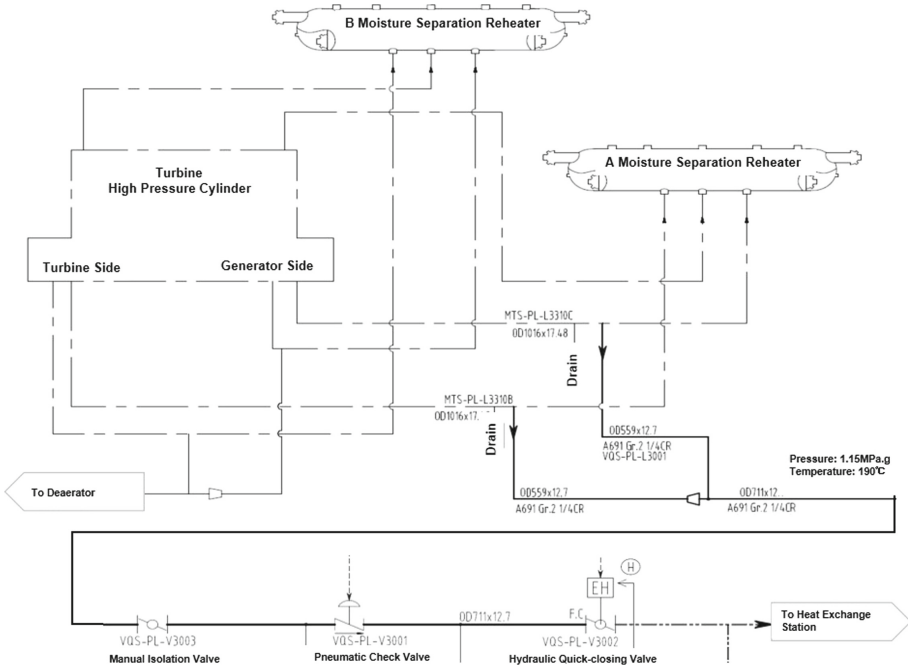 B Moisture Separation Reheater
A Moisture Separation Reheater
Turbine
High Pressure Cylinder
Turbine Side
Generator Side
MTS-PL-L3310C
OD1016x17.48
Drain
MTS-PL-L3310B
OD1016x17.
Drain
OD559x12.7
A691 Gr.2 1/4CR
VQS-PL-L3001
Pressure: 1.15MPa.g
Temperature: 190℃
To Deaerator
OD559x12.7
A691 Gr.2 1/4CR
OD711x12..
A691 Gr.2 1/4CR
H
EH
F.C
OD711x12.7
VQS-PL-V3003
VQS-PL-V3001
VQS-PL-V3002
Manual Isolation Valve
Pneumatic Check Valve
Hydraulic Quick-closing Valve
To Heat Exchange
Station